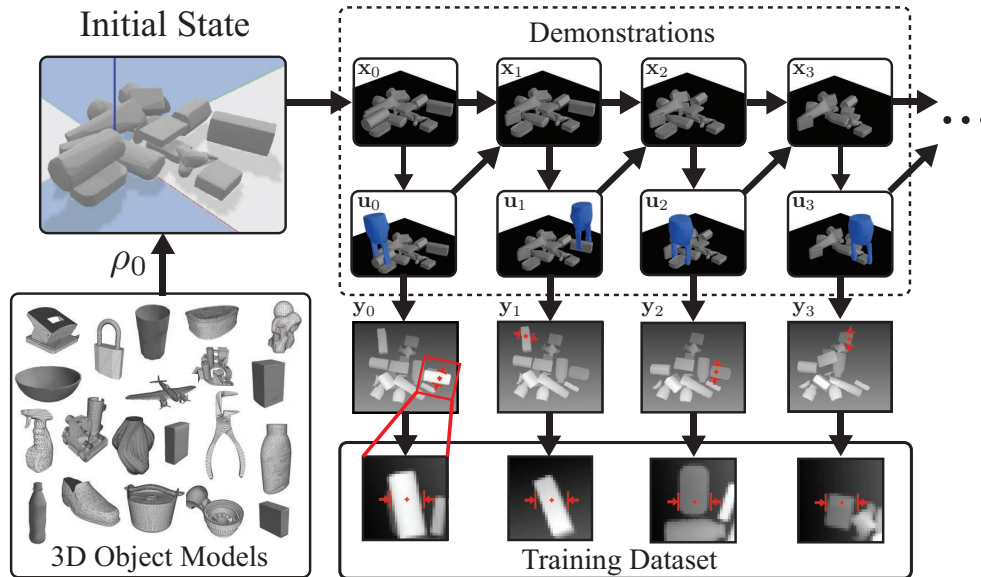 Initial State
Demonstrations
x₀
x₁
x₂
x₃
...
u₀
u₁
u₂
u₃
ρ₀
y₀
y₁
y₂
y₃
3D Object Models
Training Dataset